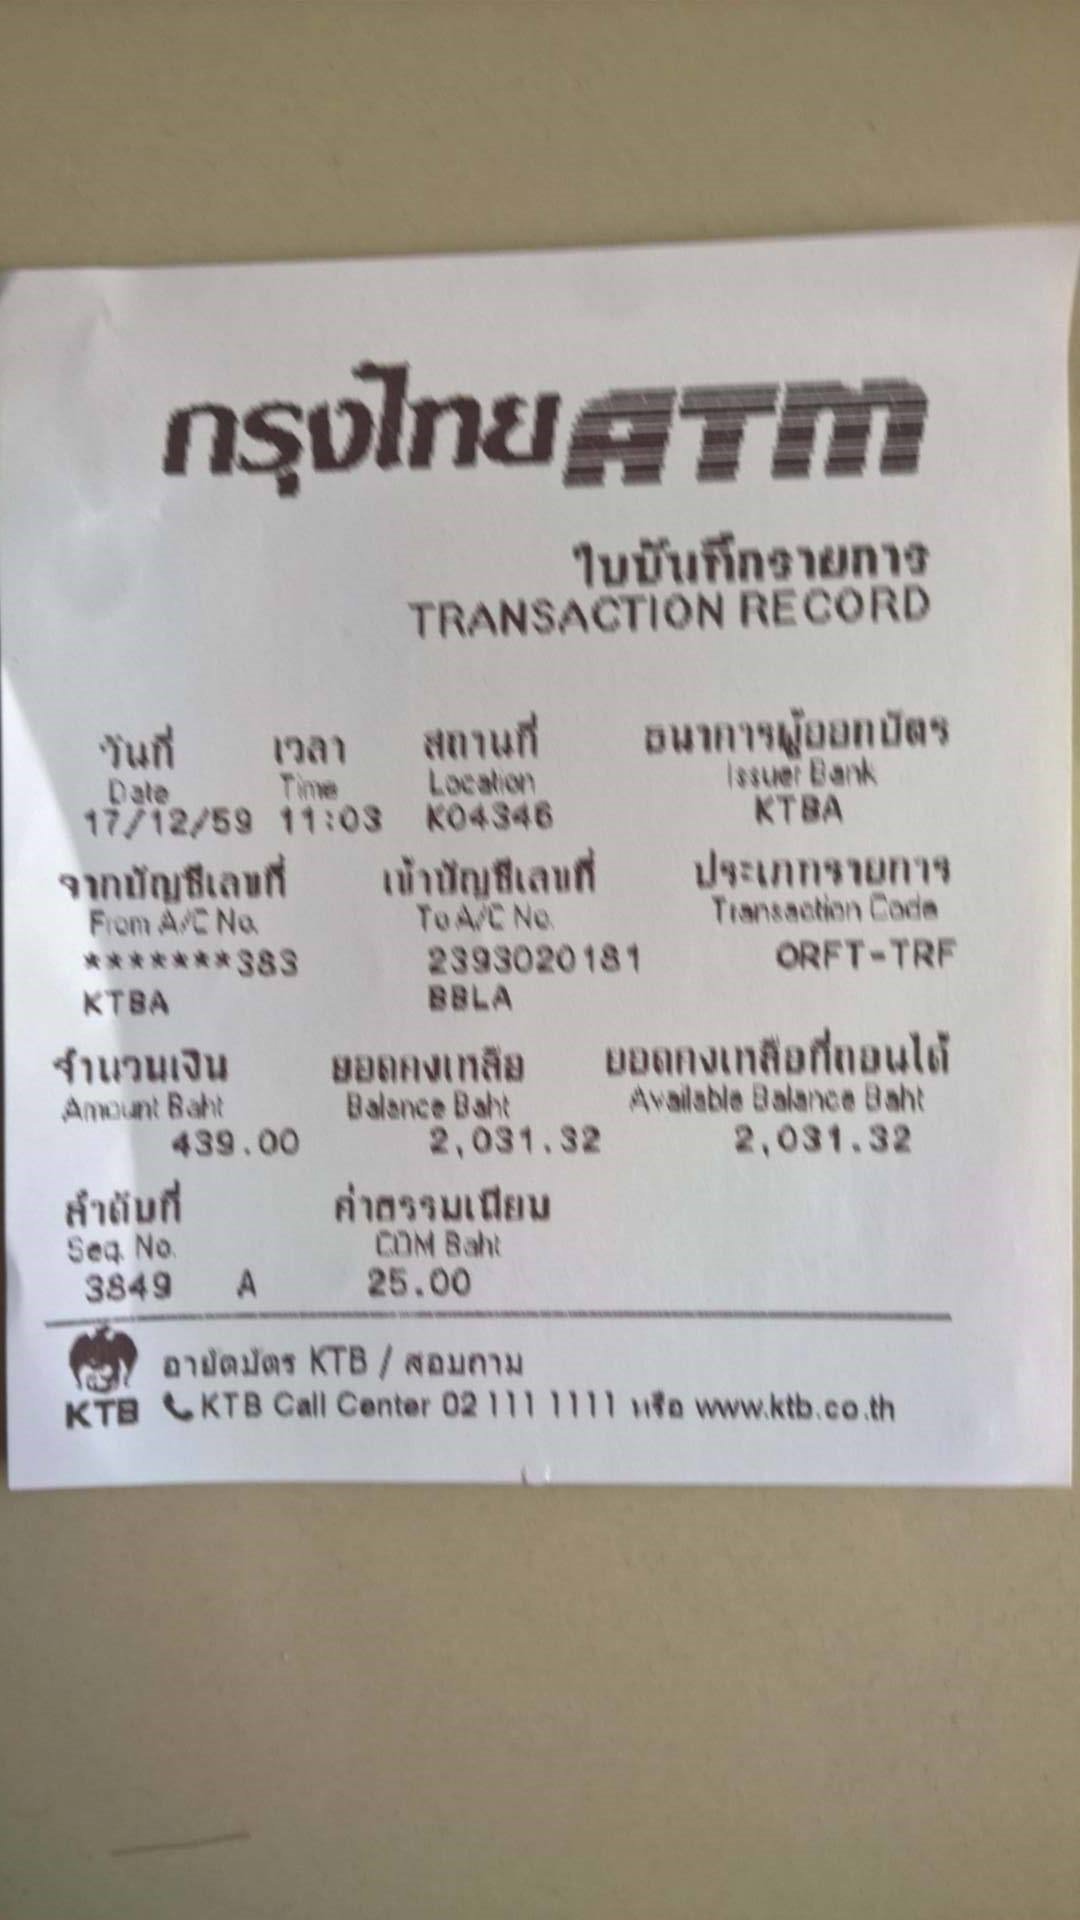 กรุงไทย ATM
ใบบันทึกรายการ
TRANSACTION RECORD
วันที่ เวลา สถานที่ ธนาคารผู้ออกบัตร
Date Time Location Issuer Bank
17/12/59 11:03 K04346 KTBA
จากบัญชีเลขที่ เข้าบัญชีเลขที่ ประเภทรายการ
From A/C No. To A/C No. Transaction Code
*******383 2393020181 ORFT-TRF
KTBA BBLA
จำนวนเงิน ยอดคงเหลือ ยอดคงเหลือที่ถอนได้
Amount Baht Balance Baht Available Balance Baht
439.00 2,031.32 2,031.32
ลำดับที่ ค่าธรรมเนียม
Seq. No. COM Baht
3849 A 25.00
อายัดบัตร KTB / สอบถาม
KTB KTB Call Center 02 111 1111 หรือ www.ktb.co.th